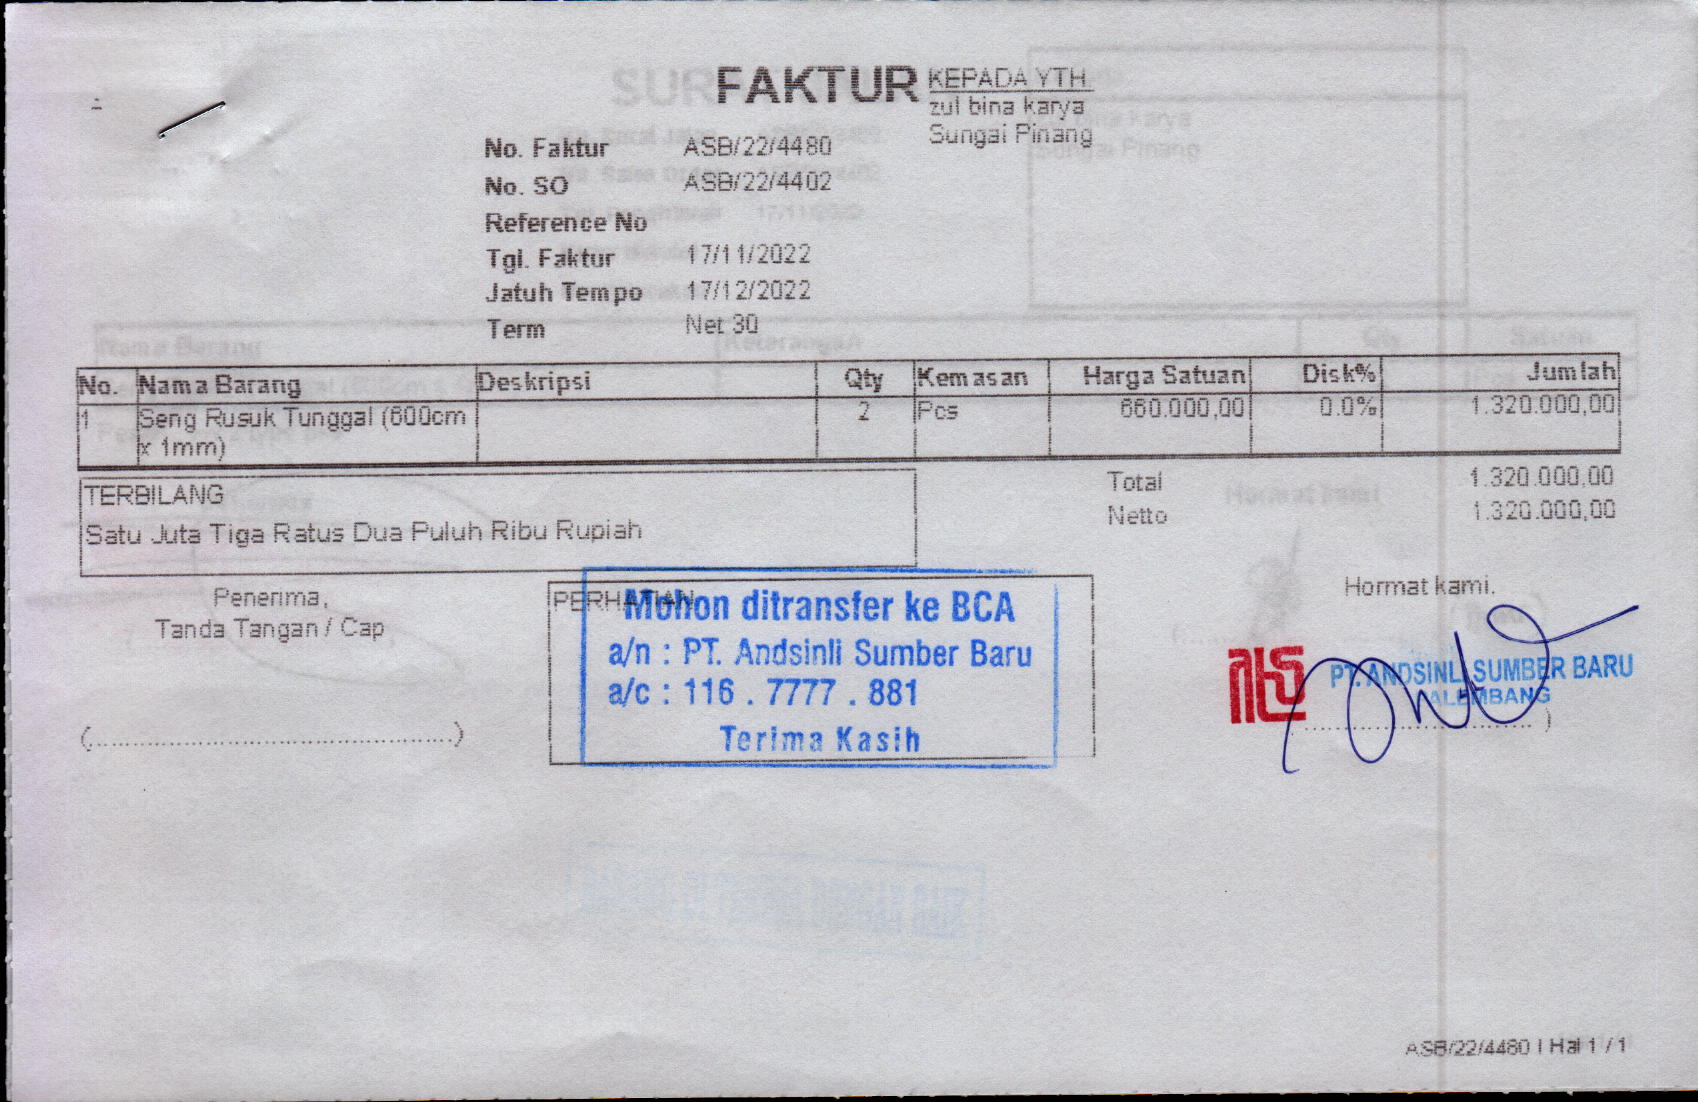 FAKTUR
KEPADA YTH.
zul bina karya
Sungai Pinang
No. Faktur ASB/22/4480
No. SO ASB/22/4402
Reference No
Tgl. Faktur 17/11/2022
Jatuh Tempo 17/12/2022
Term Net 30
No. Nama Barang Deskripsi Qty Kemasan Harga Satuan Disk% Jumlah
1 Seng Rusuk Tunggal (600cm x 1mm) 2 Pcs 660.000,00 0.0% 1.320.000,00
Total 1.320.000,00
Netto 1.320.000,00
TERBILANG
Satu Juta Tiga Ratus Dua Puluh Ribu Rupiah
Penerima,
Tanda Tangan / Cap
(..................................................)
PERHATIAN
Mohon ditransfer ke BCA
a/n : PT. Andsinli Sumber Baru
a/c : 116 . 7777 . 881
Terima Kasih
Hormat kami.
PT. ANDSINLI SUMBER BARU
PALEMBANG
ASB/22/4480 | Hal 1 / 1